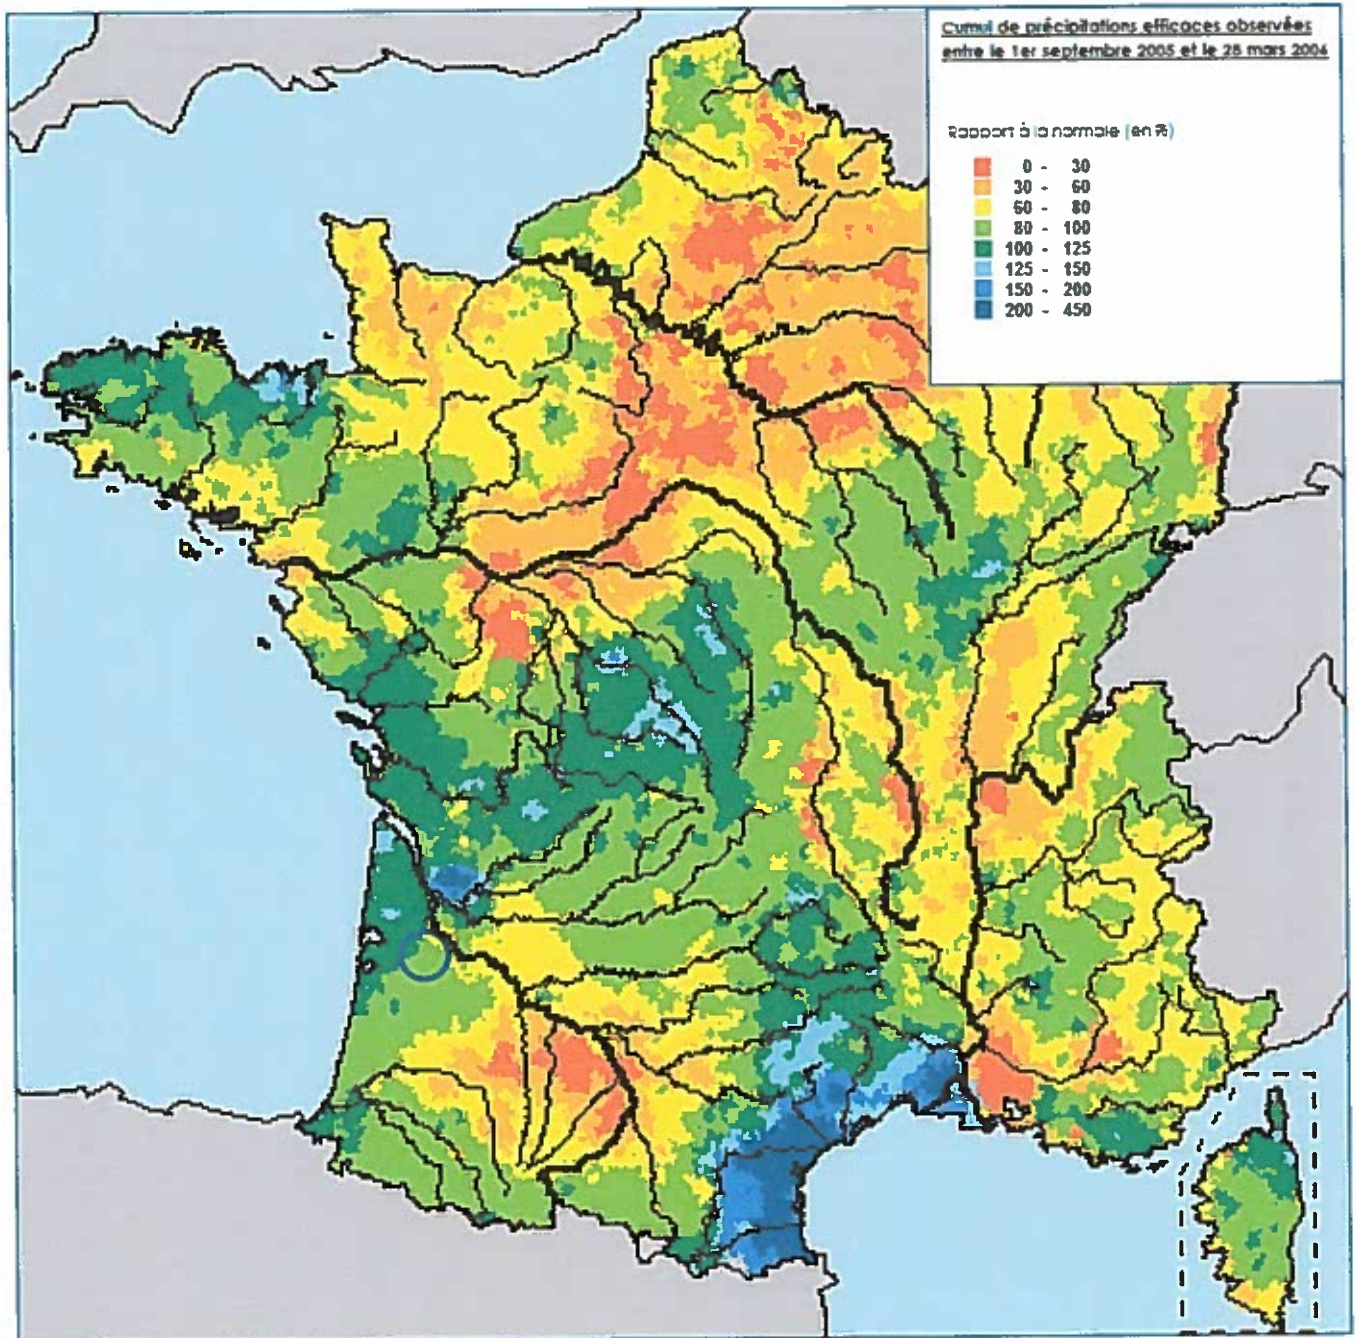 Cumul de précipitations efficaces observées
entre le 1er septembre 2005 et le 28 mars 2006
Rapport à la normale (en %)
0 - 30
30 - 60
60 - 80
80 - 100
100 - 125
125 - 150
150 - 200
200 - 450